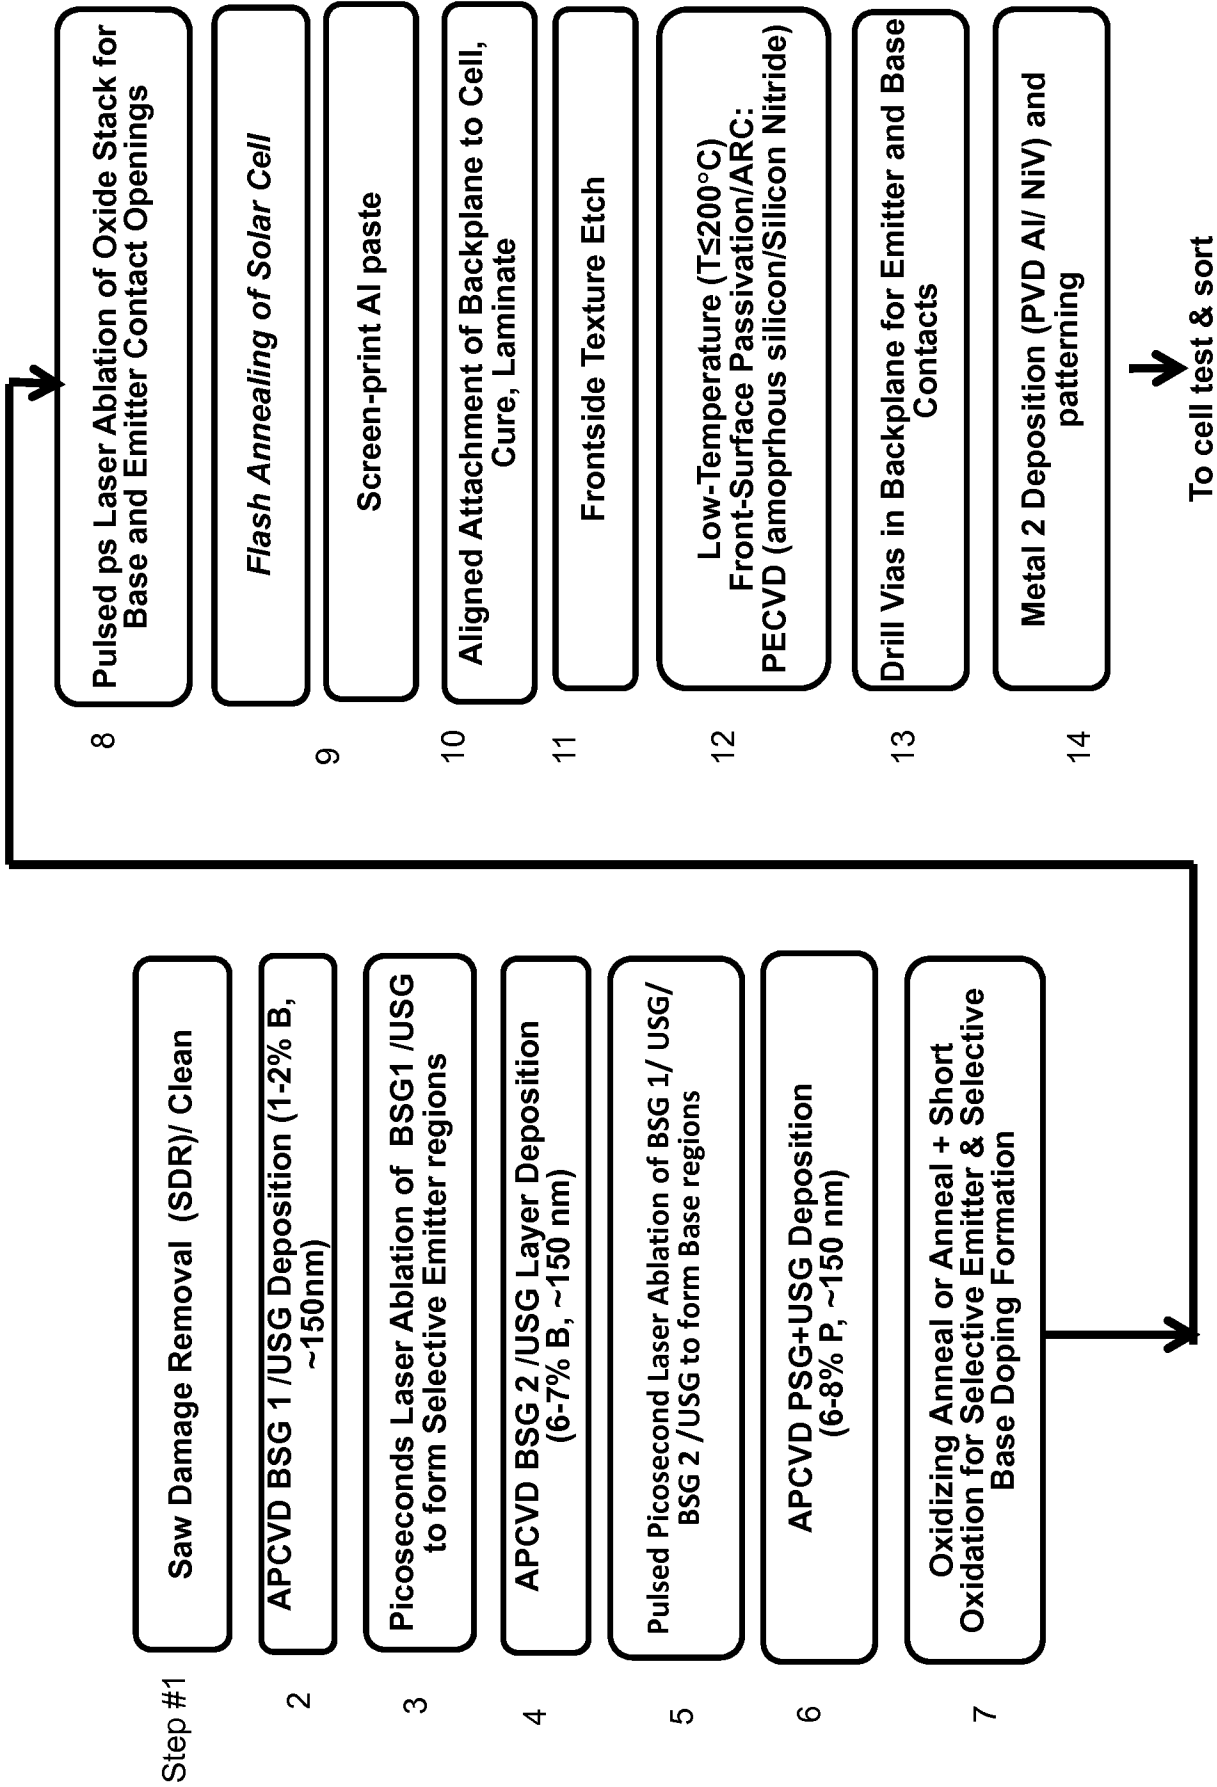 Step #1
Saw Damage Removal (SDR)/ Clean
2
APCVD BSG 1 /USG Deposition (1-2% B,
~150nm)
3
Picoseconds Laser Ablation of BSG1 /USG
to form Selective Emitter regions
4
APCVD BSG 2 /USG Layer Deposition
(6-7% B, ~150 nm)
5
Pulsed Picosecond Laser Ablation of BSG 1/ USG/
BSG 2 /USG to form Base regions
6
APCVD PSG+USG Deposition
(6-8% P, ~150 nm)
7
Oxidizing Anneal or Anneal + Short
Oxidation for Selective Emitter & Selective
Base Doping Formation
8
Pulsed ps Laser Ablation of Oxide Stack for
Base and Emitter Contact Openings
Flash Annealing of Solar Cell
9
Screen-print Al paste
10
Aligned Attachment of Backplane to Cell,
Cure, Laminate
11
Frontside Texture Etch
12
Low-Temperature (T≤200°C)
Front-Surface Passivation/ARC:
PECVD (amoprhous silicon/Silicon Nitride)
13
Drill Vias in Backplane for Emitter and Base
Contacts
14
Metal 2 Deposition (PVD Al/ NiV) and
patterning
To cell test & sort